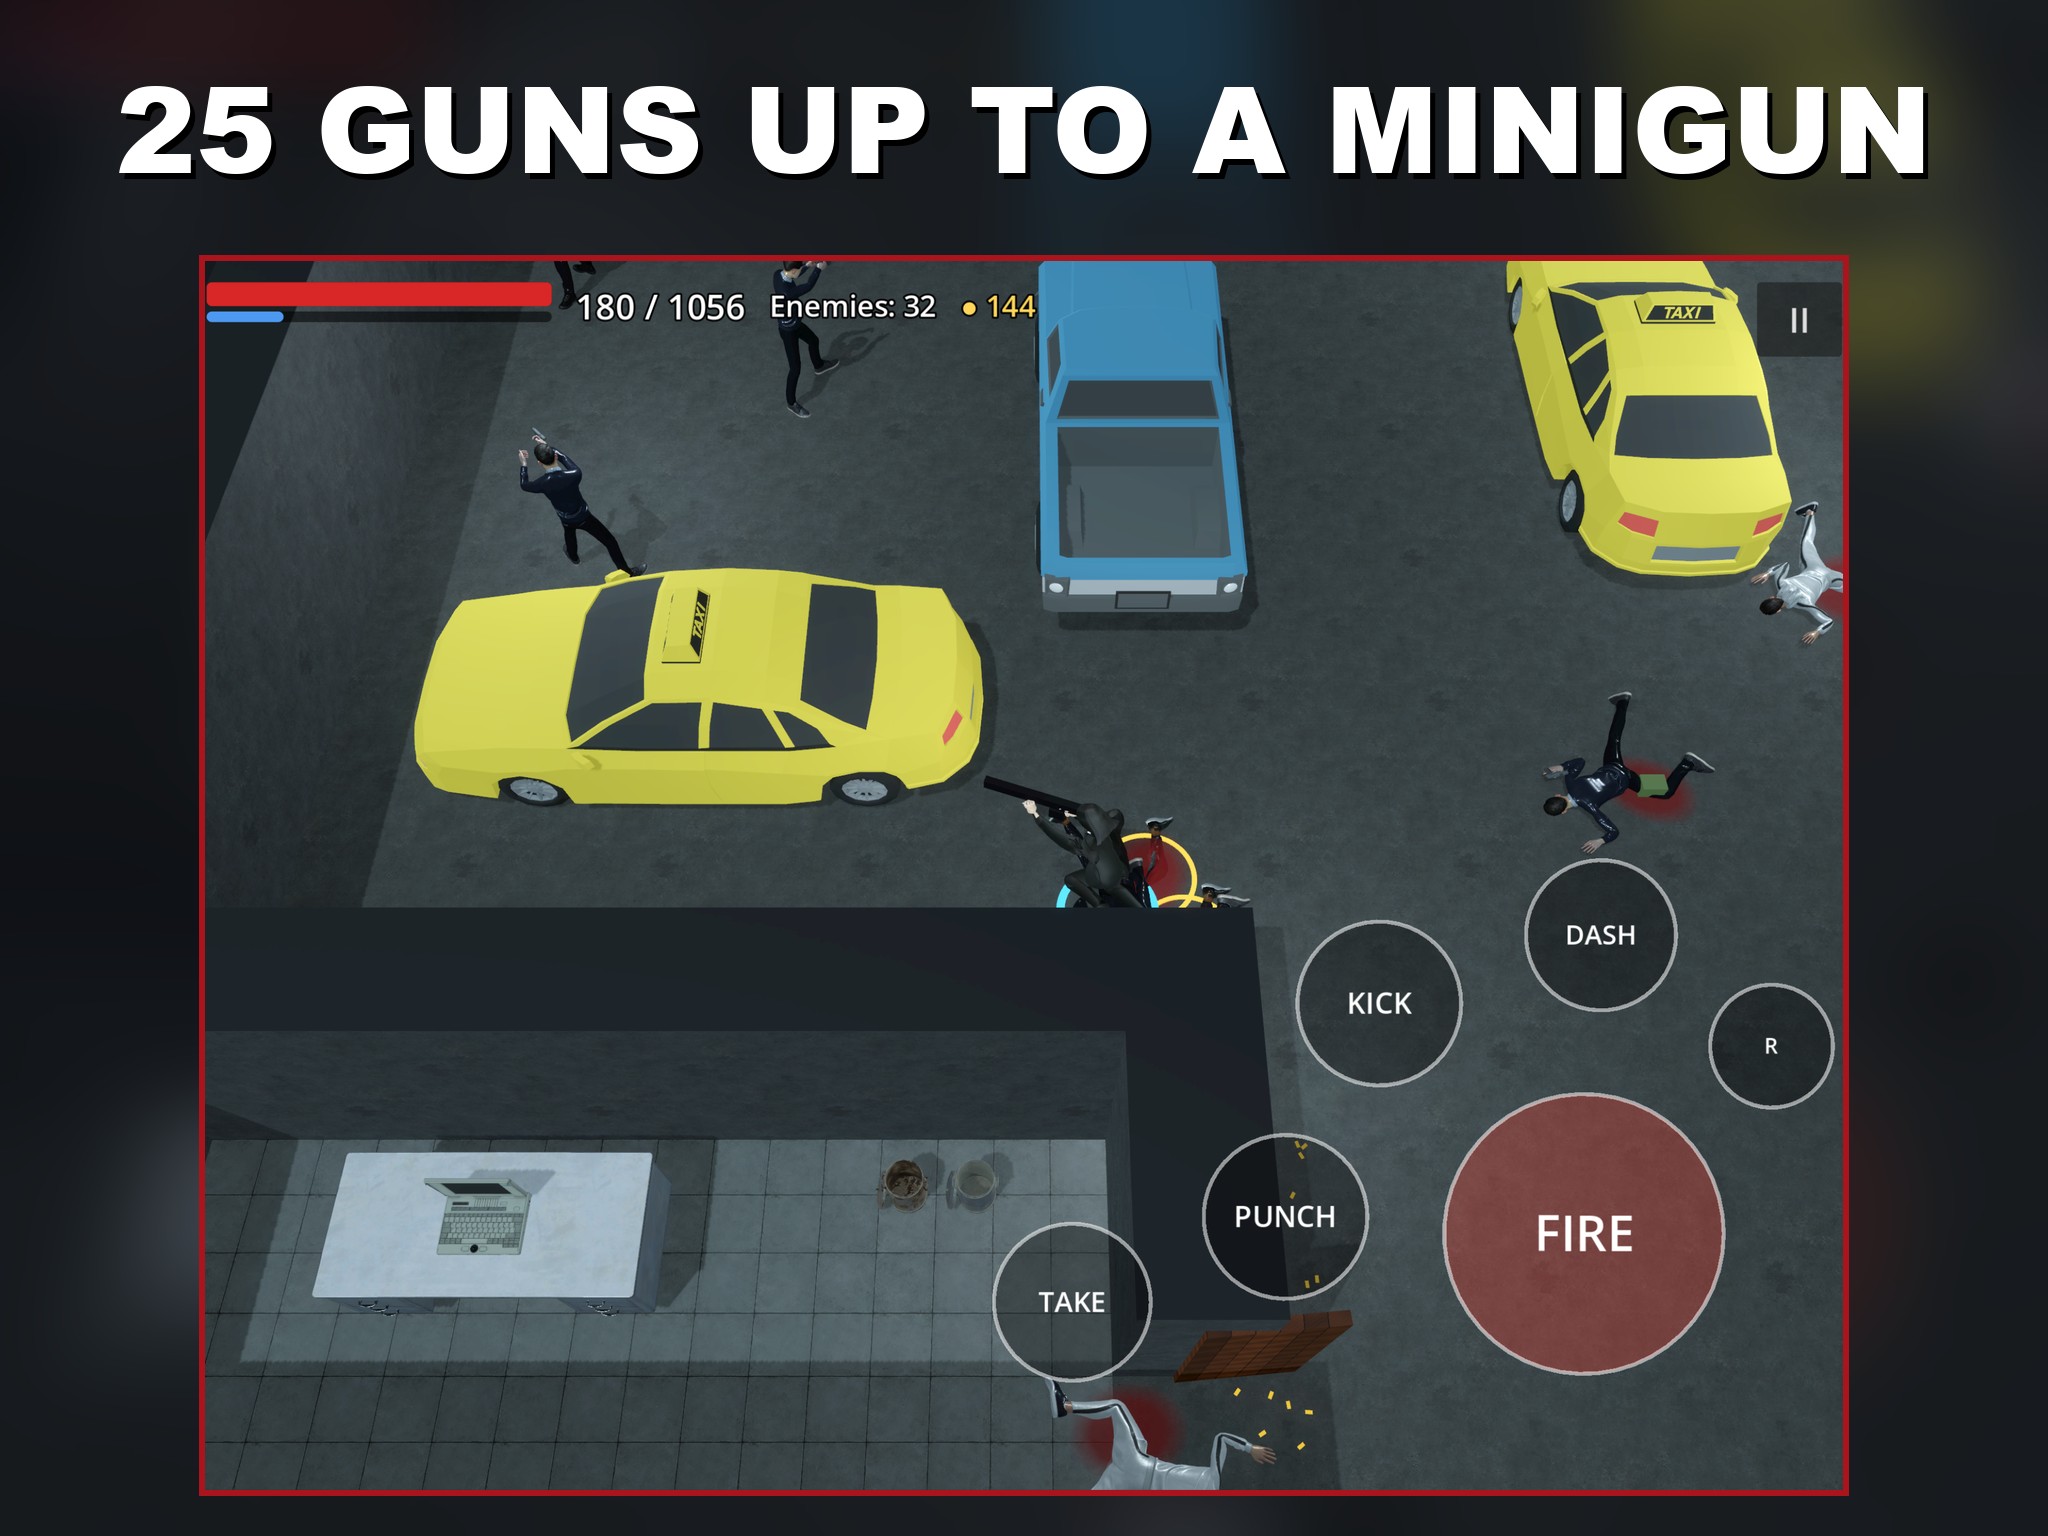 25 GUNS UP TO A MINIGUN
180 / 1056 Enemies: 32 144
TAXI
TAXI
DASH
KICK
R
PUNCH
FIRE
TAKE